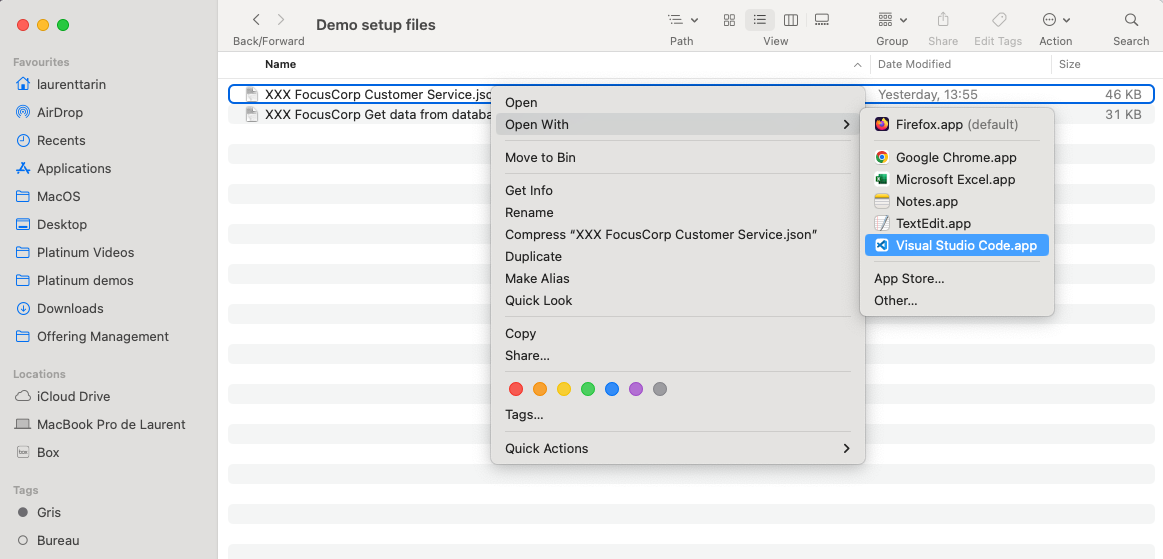 Back/Forward
Demo setup files
Path
View
Group
Share
Edit Tags
Action
Search
Favourites
laurenttarin
AirDrop
Recents
Applications
MacOS
Desktop
Platinum Videos
Platinum demos
Downloads
Offering Management
Locations
iCloud Drive
MacBook Pro de Laurent
Box
Tags
Gris
Bureau
Name
Date Modified
Size
XXX FocusCorp Customer Service.jso
Yesterday, 13:55
46 KB
XXX FocusCorp Get data from databa
31 KB
Open
Open With
Move to Bin
Get Info
Rename
Compress “XXX FocusCorp Customer Service.json”
Duplicate
Make Alias
Quick Look
Copy
Share...
Tags...
Quick Actions
Firefox.app (default)
Google Chrome.app
Microsoft Excel.app
Notes.app
TextEdit.app
Visual Studio Code.app
App Store...
Other...